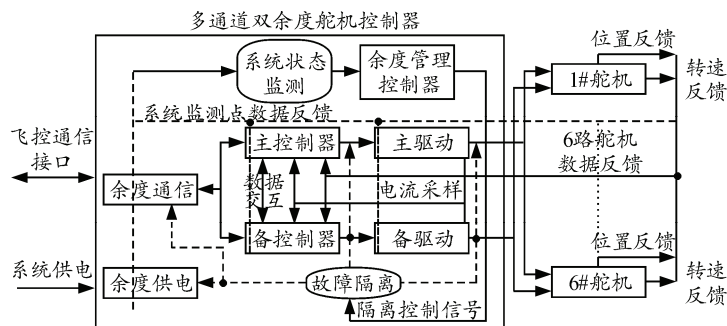 多通道双余度舵机控制器
系统状态
监测
余度管理
控制器
位置反馈
1#舵机
转速
反馈
系统监测点数据反馈
飞控通信
接口
主控制器
主驱动
6路舵机
数据反馈
余度通信
数据
交互
电流采样
备控制器
备驱动
位置反馈
系统供电
余度供电
故障隔离
6#舵机
转速
反馈
隔离控制信号